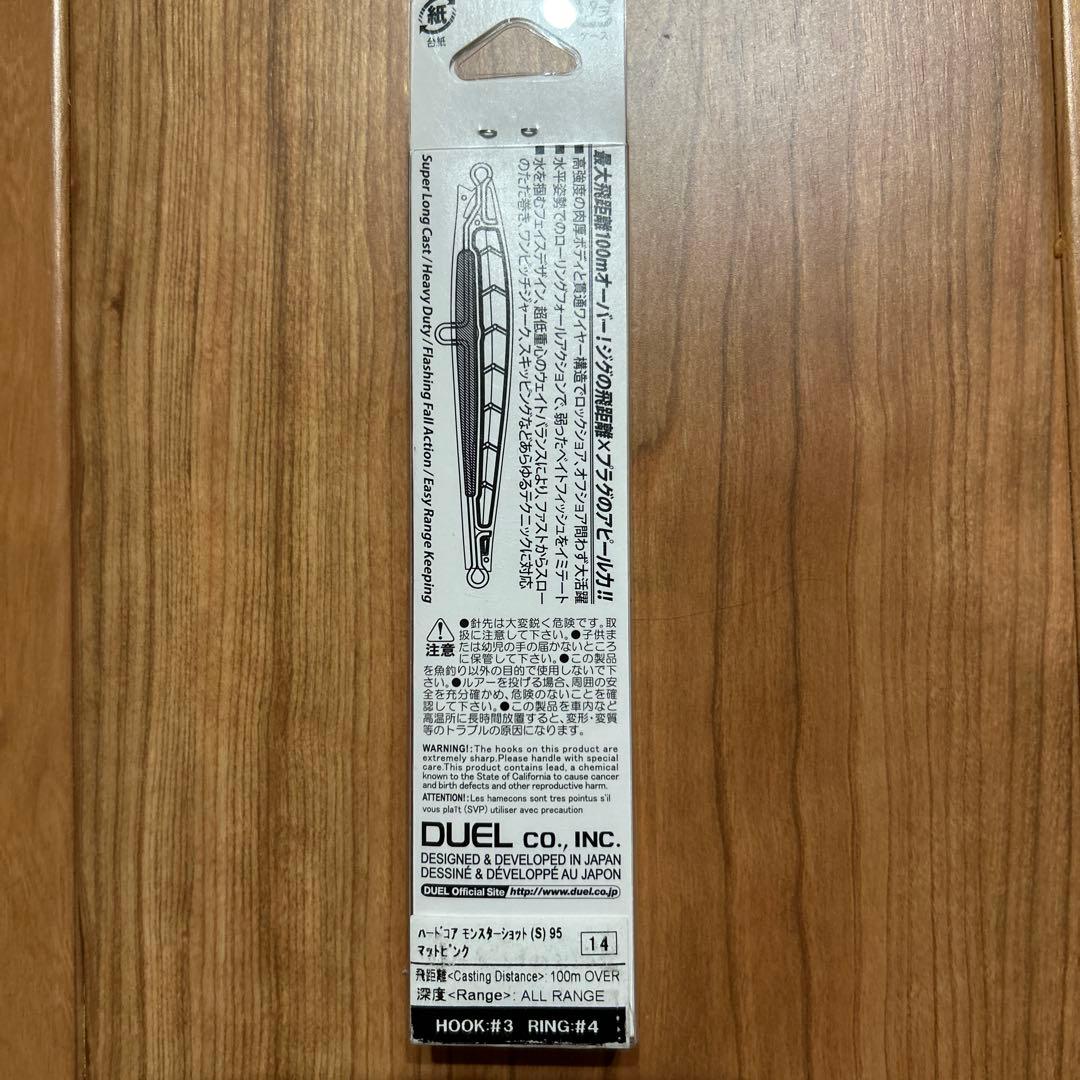 紙
台紙
プラ
ケース
最大飛距離100mオーバー!ジグの飛距離×プラグのアピール力!!
■高強度の肉厚ボディと貫通ワイヤー構造でロックショア、オフショア問わず大活躍
■水平姿勢でのローリングフォールアクションで、弱ったベイトフィッシュをイミテート
■水を掴むフェイスデザイン、超低重心のウェイトバランスにより、ファストからスロー
のただ巻き、ワンピッチジャーク、スキッピングなどあらゆるテクニックに対応
Super Long Cast / Heavy Duty / Flashing Fall Action / Easy Range Keeping
注意
●針先は大変鋭く危険です。取
扱に注意して下さい。●子供ま
たは幼児の手の届かないところ
に保管して下さい。●この製品
を魚釣り以外の目的で使用しないで下
さい。●ルアーを投げる場合、周囲の安
全を充分確かめ、危険のないことを確
認して下さい。●この製品を車内など
高温所に長時間放置すると、変形・変質
等のトラブルの原因になります。
WARNING!:The hooks on this product are
extremely sharp.Please handle with special
care.This product contains lead, a chemical
known to the State of California to cause cancer
and birth defects and other reproductive harm.
ATTENTION!:Les hamecons sont tres pointus s'il
vous plaît (SVP) utiliser avec precaution
DUEL CO., INC.
DESIGNED & DEVELOPED IN JAPAN
DESSINÉ & DÉVELOPPÉ AU JAPON
DUEL Official Site http://www.duel.co.jp
ハードコア モンスターショット (S) 95
マットピンク
14
飛距離<Casting Distance>: 100m OVER
深度<Range>: ALL RANGE
HOOK:#3 RING:#4